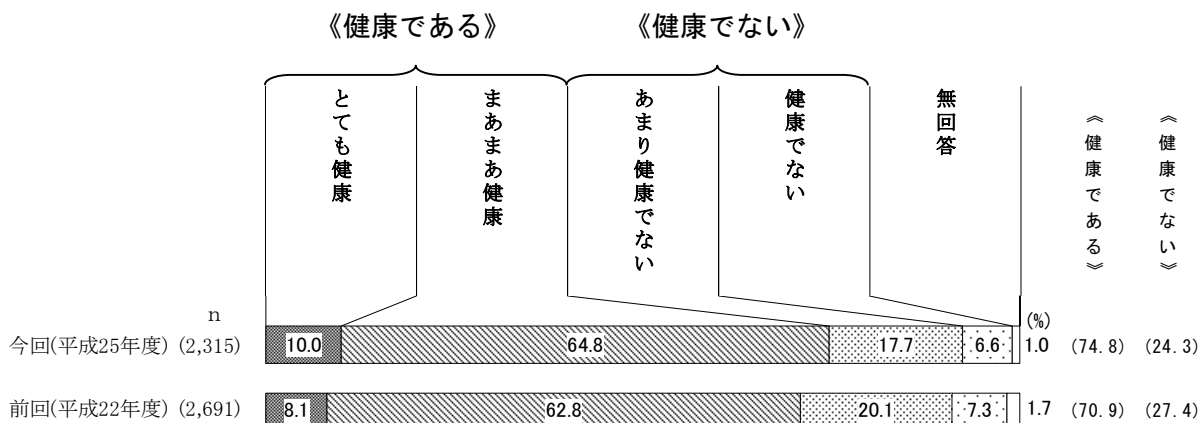 《健康である》 《健康でない》
とても健康
まあまあ健康
あまり健康でない
健康でない
無回答
《健康である》
《健康でない》
n
(%)
今回(平成25年度) (2,315) 10.0 64.8 17.7 6.6 1.0 (74.8) (24.3)
前回(平成22年度) (2,691) 8.1 62.8 20.1 7.3 1.7 (70.9) (27.4)